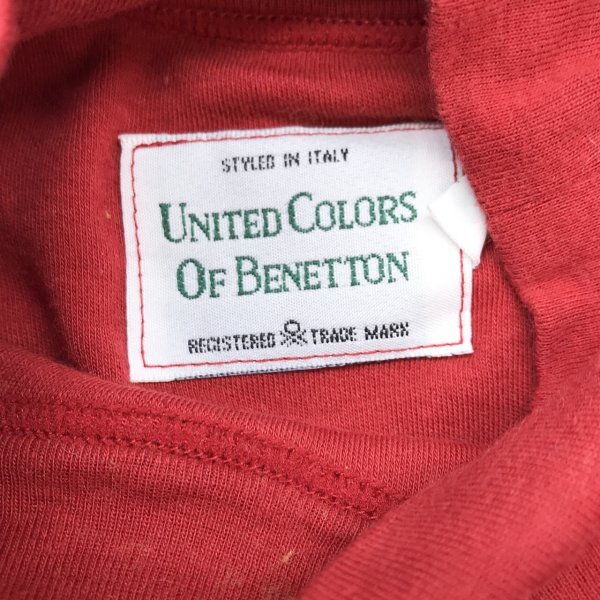 STYLED IN ITALY
UNITED COLORS
OF BENETTON
REGISTERED TRADE MARK